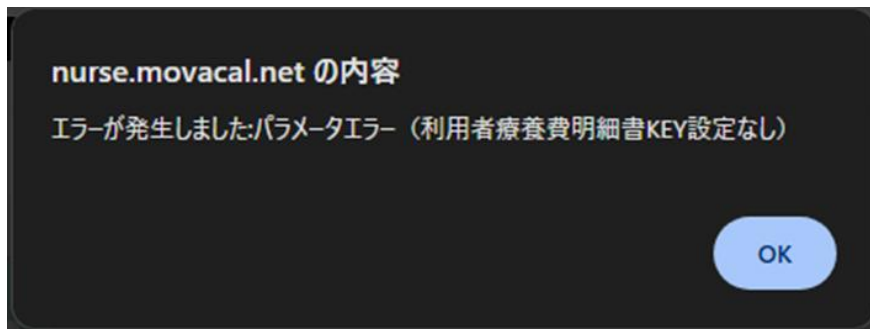 nurse.movacal.net の内容
エラーが発生しました:パラメータエラー（利用者療養費明細書KEY設定なし）
OK